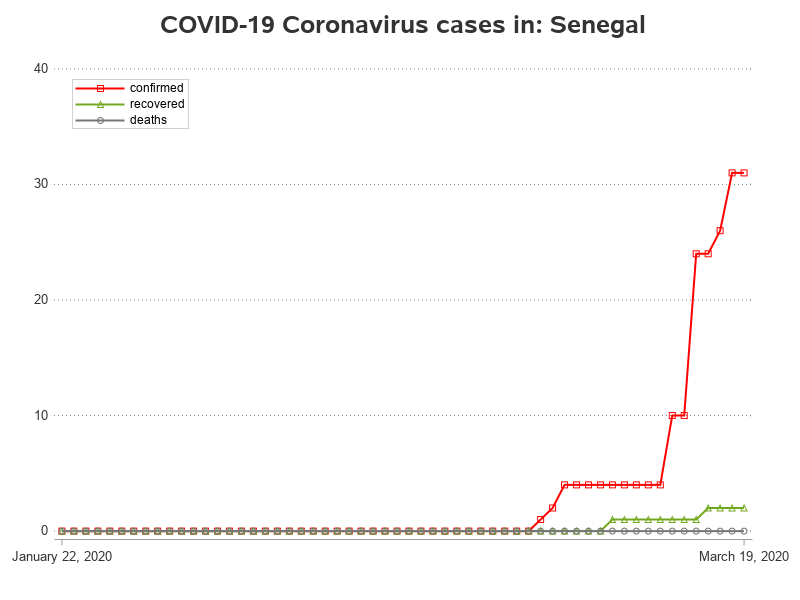 COVID-19 Coronavirus cases in: Senegal
40
confirmed
recovered
deaths
30
20
10
0
January 22, 2020
March 19, 2020